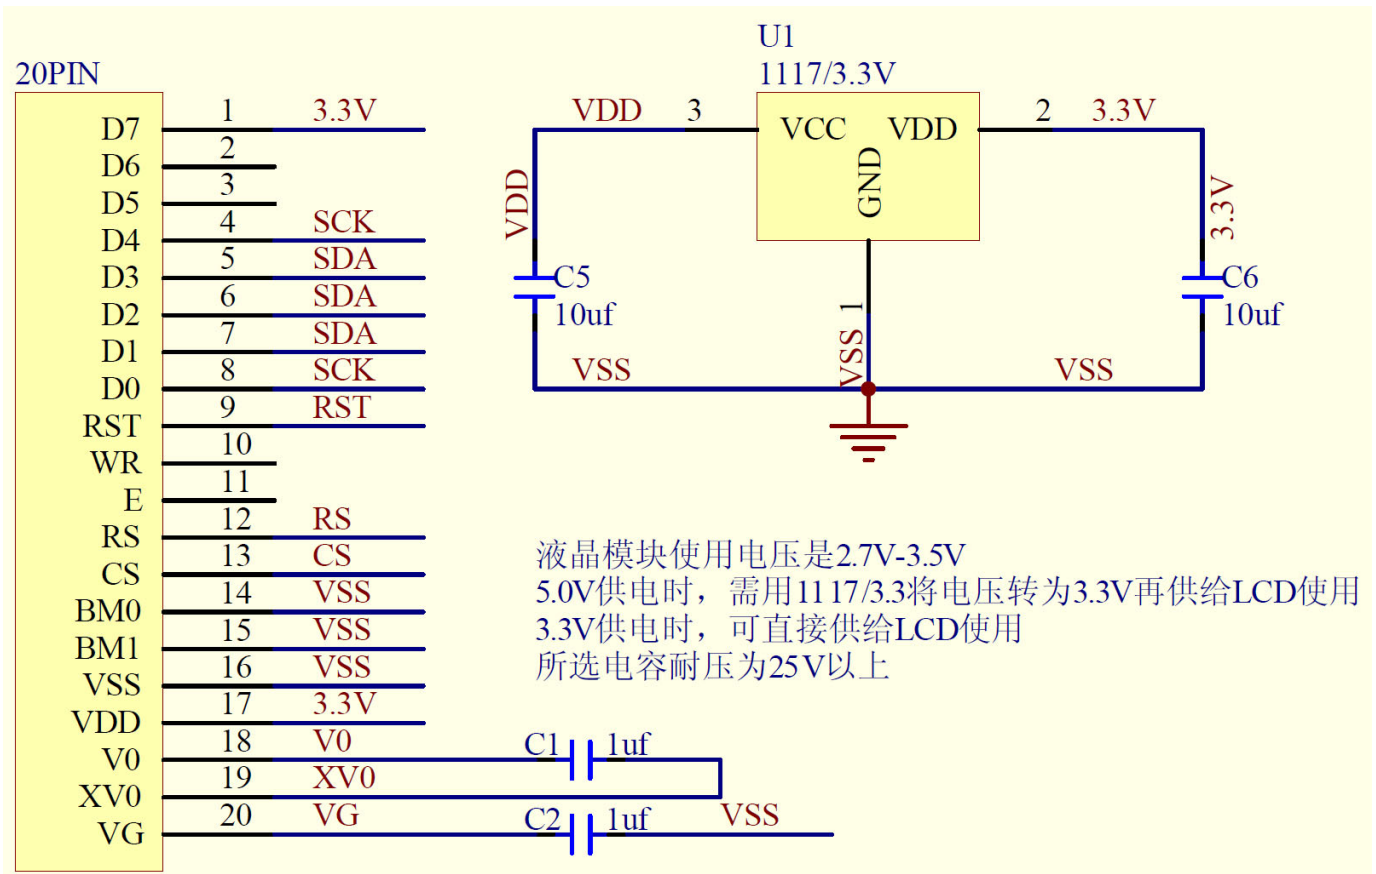 20PIN
D7 1 3.3V
D6 2
D5 3
D4 4 SCK
D3 5 SDA
D2 6 SDA
D1 7 SDA
D0 8 SCK
RST 9 RST
WR 10
E 11
RS 12 RS
CS 13 CS
BM0 14 VSS
BM1 15 VSS
VSS 16 VSS
VDD 17 3.3V
V0 18 V0 C1 1uf
XV0 19 XV0
VG 20 VG C2 1uf VSS
U1
1117/3.3V
VDD 3 VCC VDD 2 3.3V
GND
VDD
3.3V
C5
10uf
C6
10uf
1
VSS
VSS
VSS
液晶模块使用电压是2.7V-3.5V
5.0V供电时，需用1117/3.3将电压转为3.3V再供给LCD使用
3.3V供电时，可直接供给LCD使用
所选电容耐压为25V以上